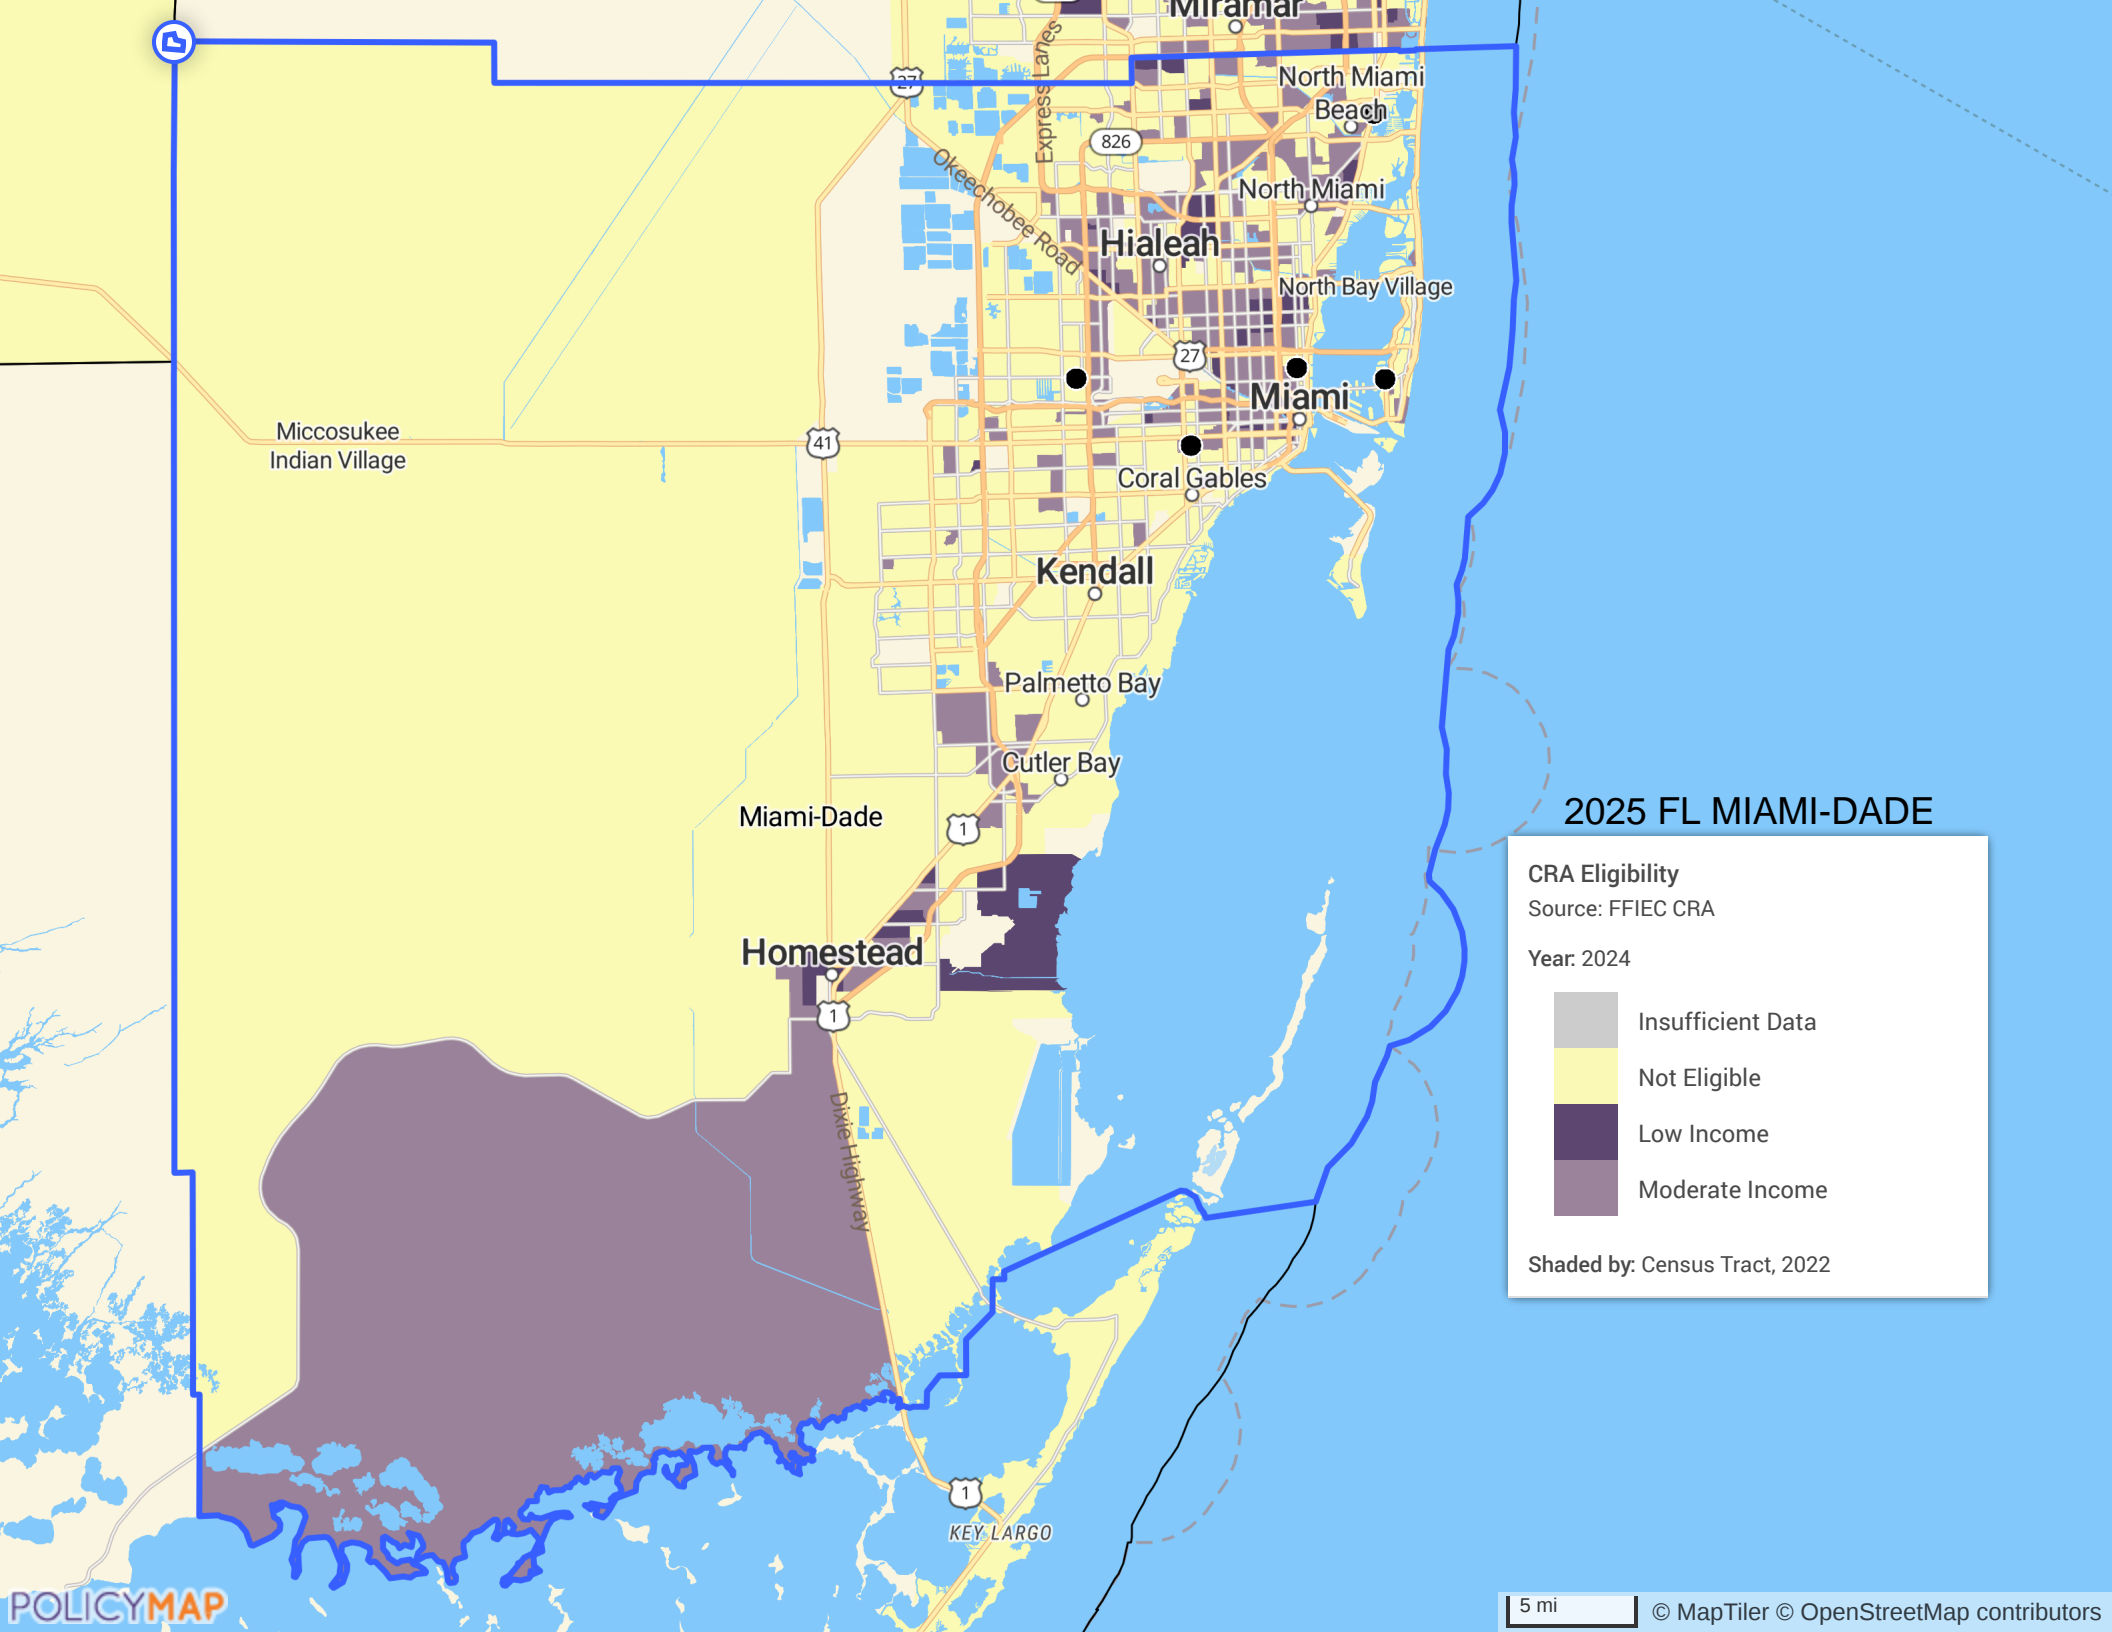 Miramar
27
Express Lanes
North Miami
Beach
826
Okeechobee Road
North Miami
Hialeah
North Bay Village
27
Miami
Miccosukee
Indian Village
41
Coral Gables
Kendall
Palmetto Bay
Cutler Bay
Miami-Dade
1
Homestead
1
Dixie Highway
1
KEY LARGO
2025 FL MIAMI-DADE
CRA Eligibility
Source: FFIEC CRA
Year: 2024
Insufficient Data
Not Eligible
Low Income
Moderate Income
Shaded by: Census Tract, 2022
POLICYMAP
5 mi
© MapTiler © OpenStreetMap contributors